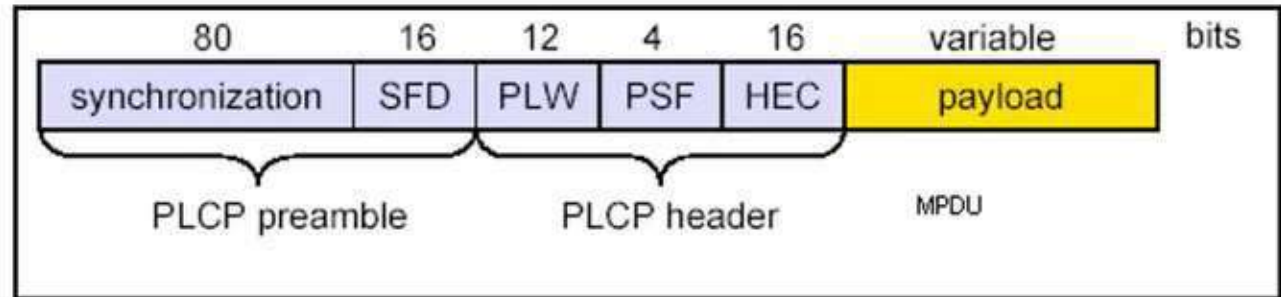 80 16 12 4 16 variable bits
synchronization SFD PLW PSF HEC payload
PLCP preamble PLCP header MPDU